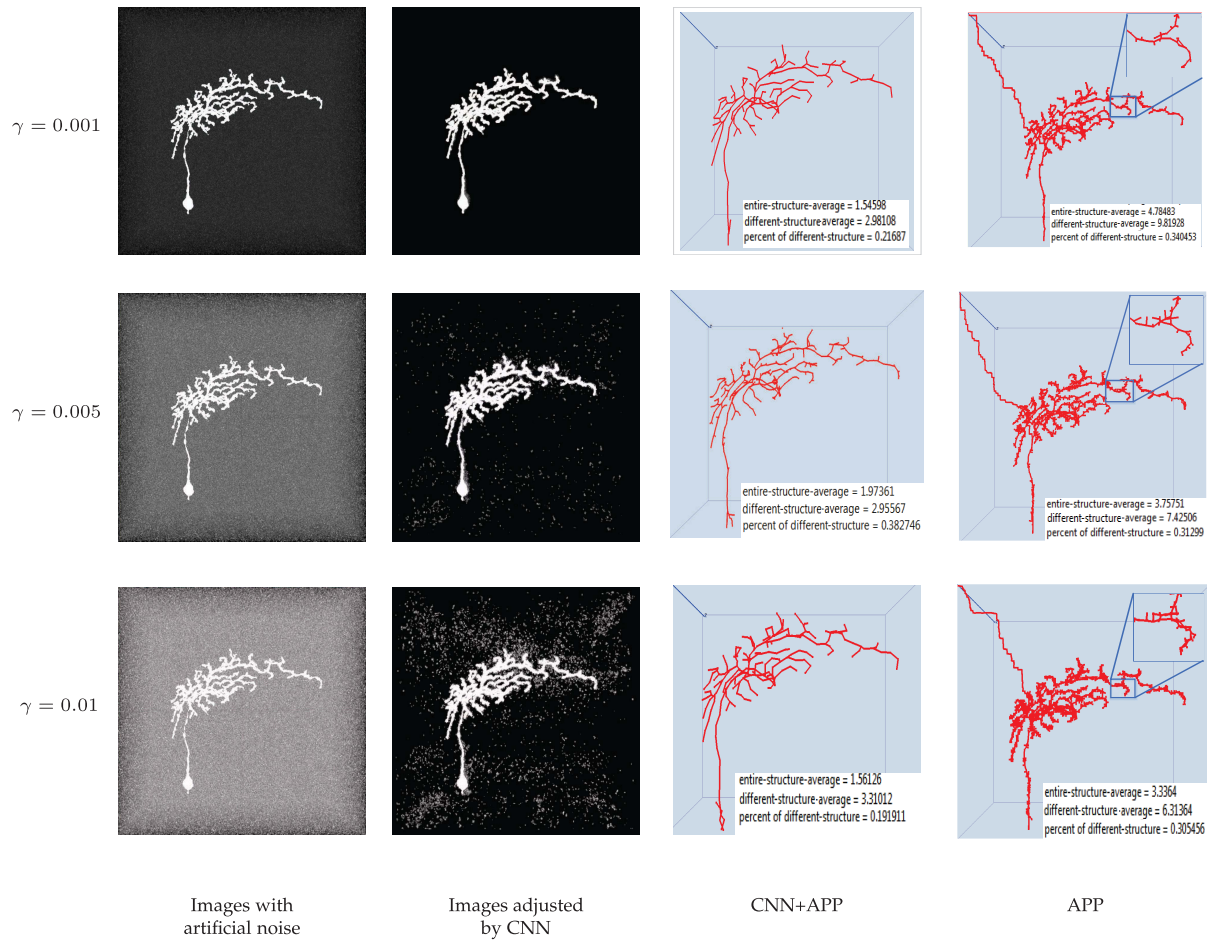 γ = 0.001
entire-structure-average = 1.54598
different-structure average = 2.98108
percent of different-structure = 0.21687
entire-structure-average = 4.78483
different-structure-average = 9.81928
percent of different-structure = 0.340453
γ = 0.005
entire-structure-average = 1.97361
different-structure-average = 2.95567
percent of different-structure = 0.382746
entire-structure-average = 3.75751
different-structure-average = 7.42506
percent of different-structure = 0.31299
γ = 0.01
entire-structure-average = 1.56126
different-structure-average = 3.31012
percent of different-structure = 0.191911
entire-structure-average = 3.3364
different-structure-average = 6.31364
percent of different-structure = 0.305456
Images with
artificial noise
Images adjusted
by CNN
CNN+APP
APP